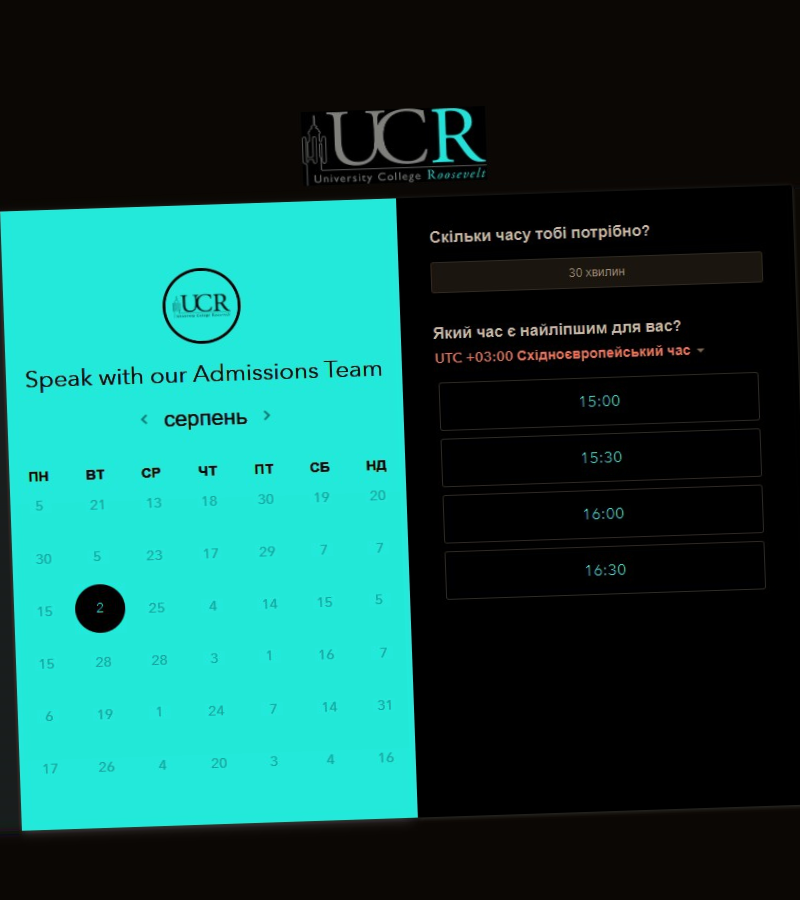 UCR
University College Roosevelt
UCR
University College Roosevelt
Speak with our Admissions Team
серпень
ПН ВТ СР ЧТ ПТ СБ НД
5 21 13 18 30 19 20
30 5 23 17 29 7 7
15 2 25 4 14 15 5
15 28 28 3 1 16 7
6 19 1 24 7 14 31
17 26 4 20 3 4 16
Скільки часу тобі потрібно?
30 хвилин
Який час є найліпшим для вас?
UTC +03:00 Східноєвропейський час
15:00
15:30
16:00
16:30